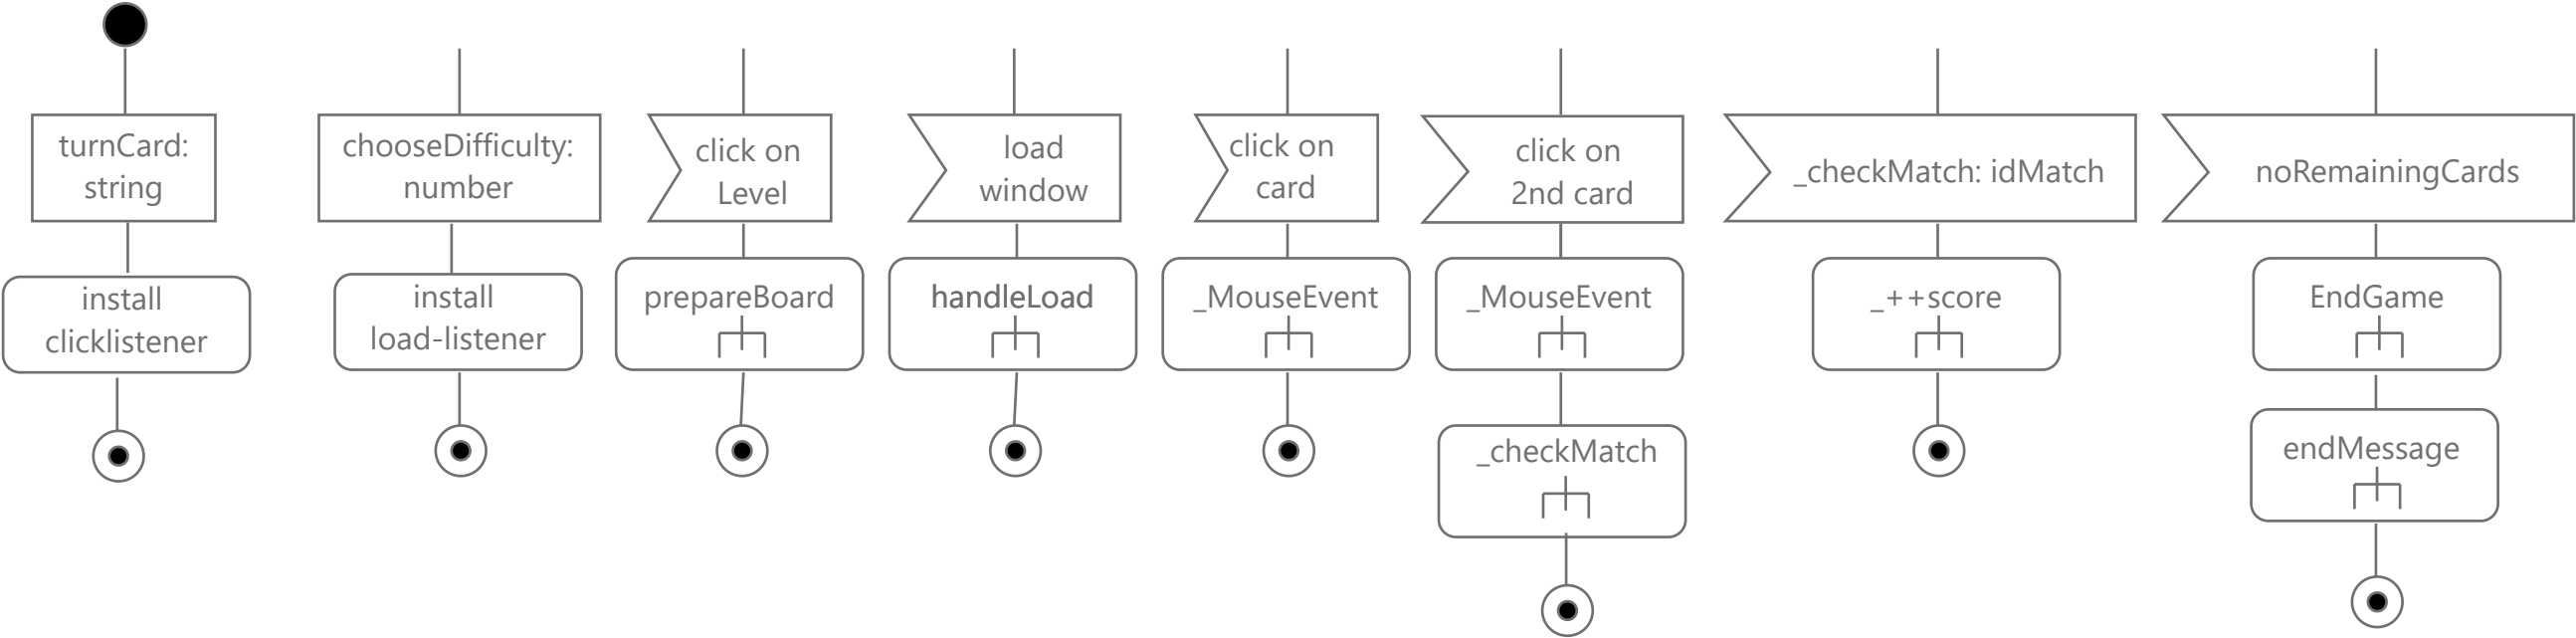 turnCard:
string
install
clicklistener
chooseDifficulty:
number
install
load-listener
click on
Level
prepareBoard
load
window
handleLoad
click on
card
_MouseEvent
click on
2nd card
_MouseEvent
_checkMatch
_checkMatch: idMatch
_++score
noRemainingCards
EndGame
endMessage